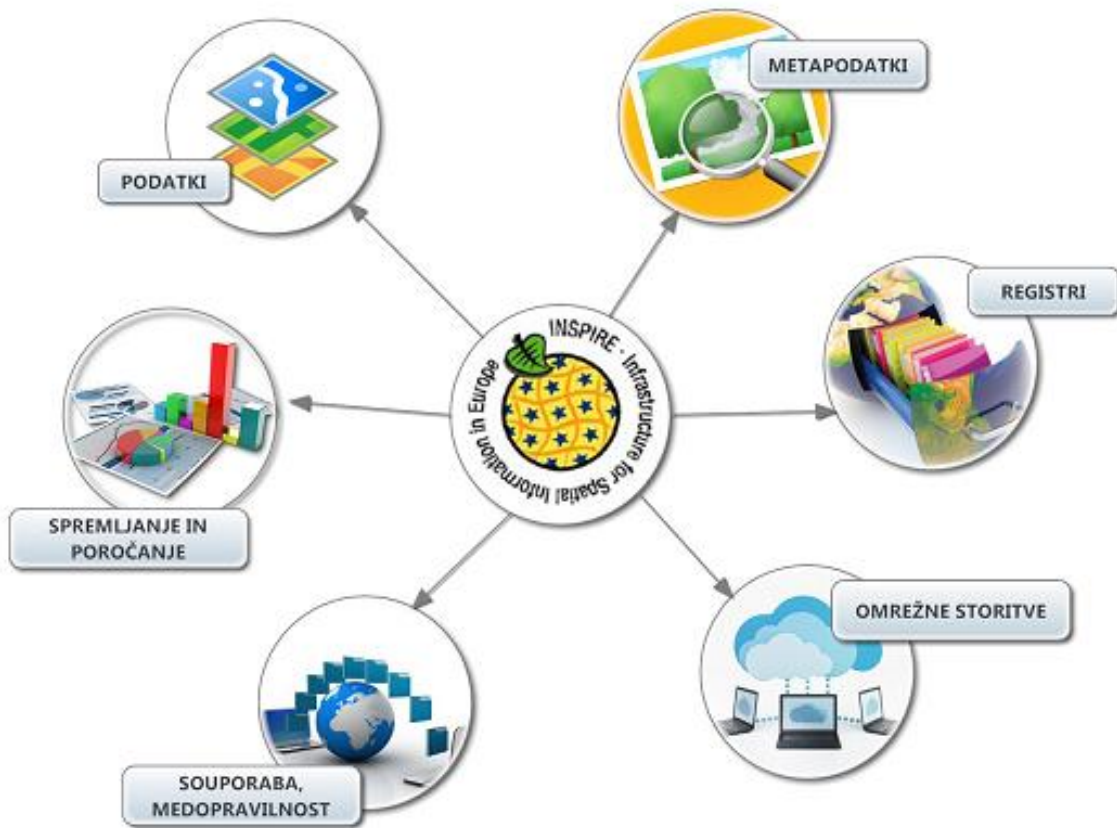 METAPODATKI
PODATKI
REGISTRI
INSPIRE - Infrastructure for Spatial Information in Europe
SPREMLJANJE IN
POROČANJE
OMREŽNE STORITVE
SOUPORABA,
MEDOPRAVILNOST